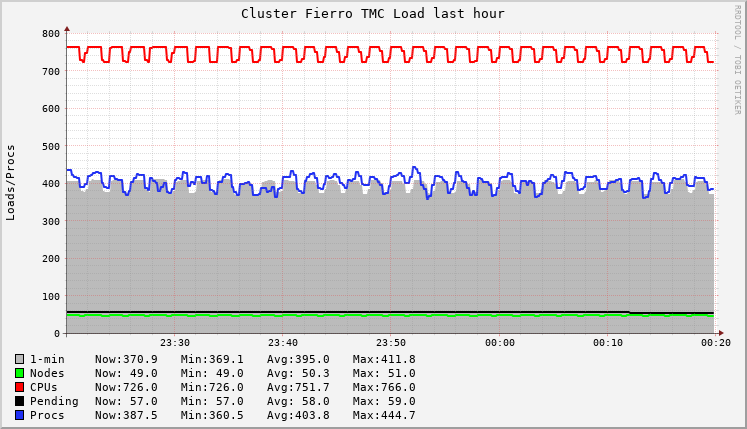 Cluster Fierro TMC Load last hour
RRDTOOL / TOBI OETIKER
Loads/Procs
800
700
600
500
400
300
200
100
0
23:30 23:40 23:50 00:00 00:10 00:20
1-min Now:370.9 Min:369.1 Avg:395.0 Max:411.8
Nodes Now: 49.0 Min: 49.0 Avg: 50.3 Max: 51.0
CPUs Now:726.0 Min:726.0 Avg:751.7 Max:766.0
Pending Now: 57.0 Min: 57.0 Avg: 58.0 Max: 59.0
Procs Now:387.5 Min:360.5 Avg:403.8 Max:444.7